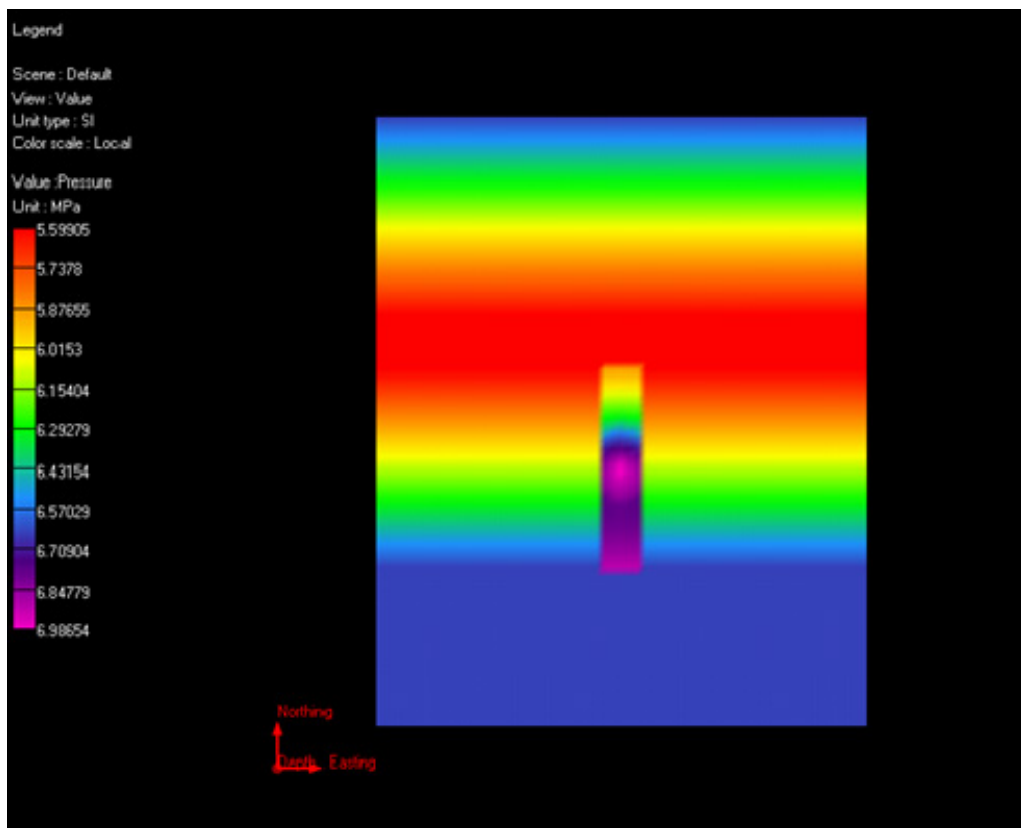 Legend
Scene : Default
View : Value
Unit type : SI
Color scale : Local
Value :Pressure
Unit : MPa
5.59905
5.7378
5.87655
6.0153
6.15404
6.29279
6.43154
6.57029
6.70904
6.84779
6.98654
Northing
Depth Easting